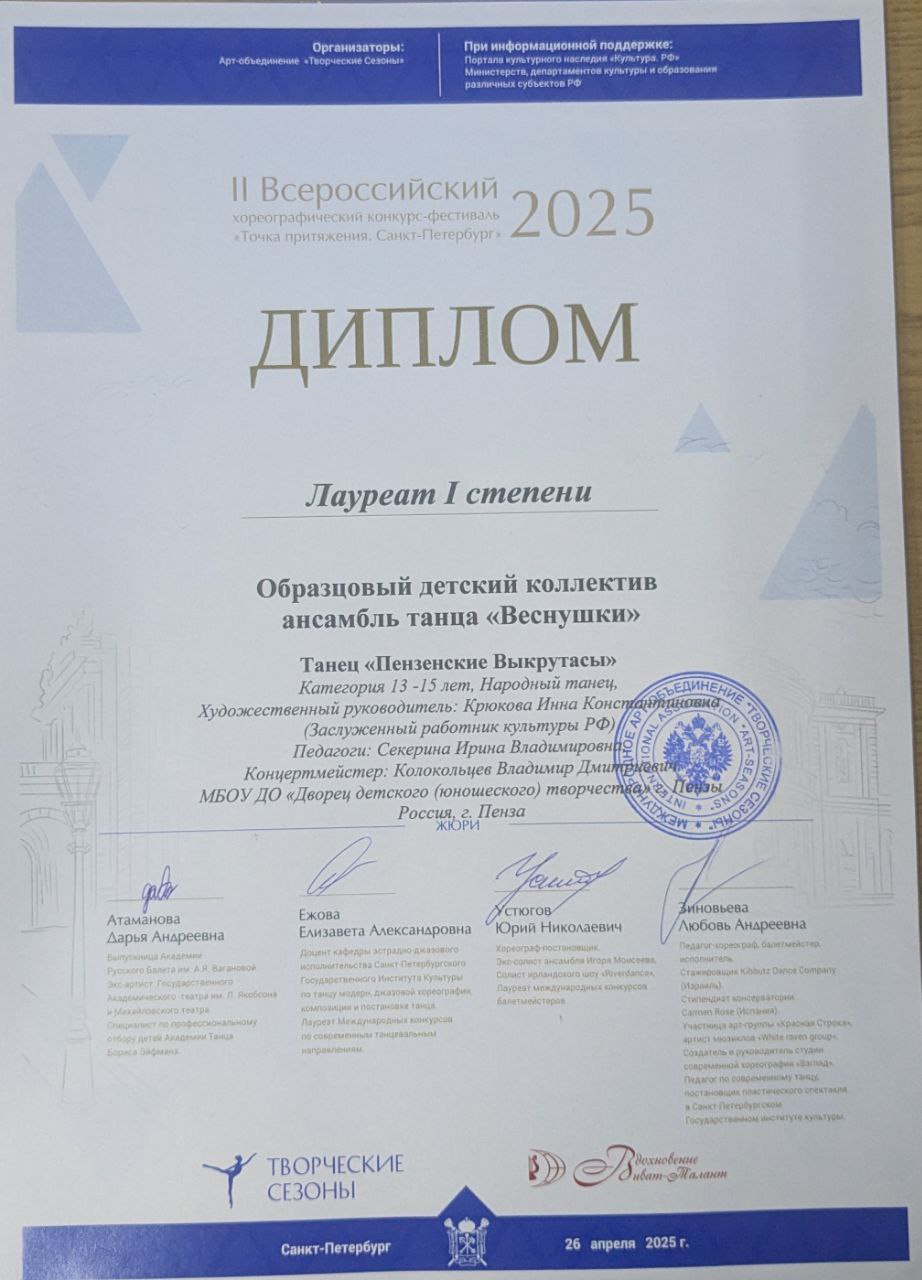 Организаторы:
Арт-объединение «Творческие Сезоны»
При информационной поддержке:
Портала культурного наследия «Культура. РФ»
Министерств, департаментов культуры и образования
различных субъектов РФ
II Всероссийский
хореографический конкурс-фестиваль
«Точка притяжения. Санкт-Петербург»
2025
ДИПЛОМ
Лауреат I степени
Образцовый детский коллектив
ансамбль танца «Веснушки»
Танец «Пензенские Выкрутасы»
Категория 13 -15 лет, Народный танец,
Художественный руководитель: Крюкова Инна Константиновна
(Заслуженный работник культуры РФ)
Педагоги: Секерина Ирина Владимировна
Концертмейстер: Колокольцев Владимир Дмитриевич
МБОУ ДО «Дворец детского (юношеского) творчества» г. Пензы
Россия, г. Пенза
МЕЖДУНАРОДНОЕ АРТ-ОБЪЕДИНЕНИЕ "ТВОРЧЕСКИЕ СЕЗОНЫ"
INTERNATIONAL ASSOCIATION "ART-SEASONS"
ЖЮРИ
Атаманова
Дарья Андреевна
Выпускница Академии
Русского Балета им. А.Я. Вагановой.
Экс-артист Государственного
Академического театра им. Л. Якобсона
и Михайловского театра.
Специалист по профессиональному
отбору детей Академии Танца
Бориса Эйфмана.
Ежова
Елизавета Александровна
Доцент кафедры эстрадно-джазового
исполнительства Санкт-Петербургского
Государственного Института Культуры
по танцу модерн, джазовой хореографии,
композиции и постановке танца.
Лауреат Международных конкурсов
по современным танцевальным
направлениям.
Устюгов
Юрий Николаевич
Хореограф-постановщик.
Экс-солист ансамбля Игоря Моисеева,
Солист ирландского шоу «Riverdance»,
Лауреат международных конкурсов
балетмейстеров.
Зиновьева
Любовь Андреевна
Педагог-хореограф, балетмейстер,
исполнитель.
Стажировщик Kibbutz Dance Company
(Израиль).
Стипендиат консерватории
Carmen Rose (Испания).
Участница арт-группы «Красная Строка»,
артист мюзиклов «White raven group».
Создатель и руководитель студии
современной хореографии «Взгляд».
Педагог по современному танцу,
постановщик пластического спектакля
в Санкт-Петербургском
Государственном институте культуры.
ТВОРЧЕСКИЕ
СЕЗОНЫ
Вдохновение
Виват-Талант
Санкт-Петербург
26 апреля 2025 г.